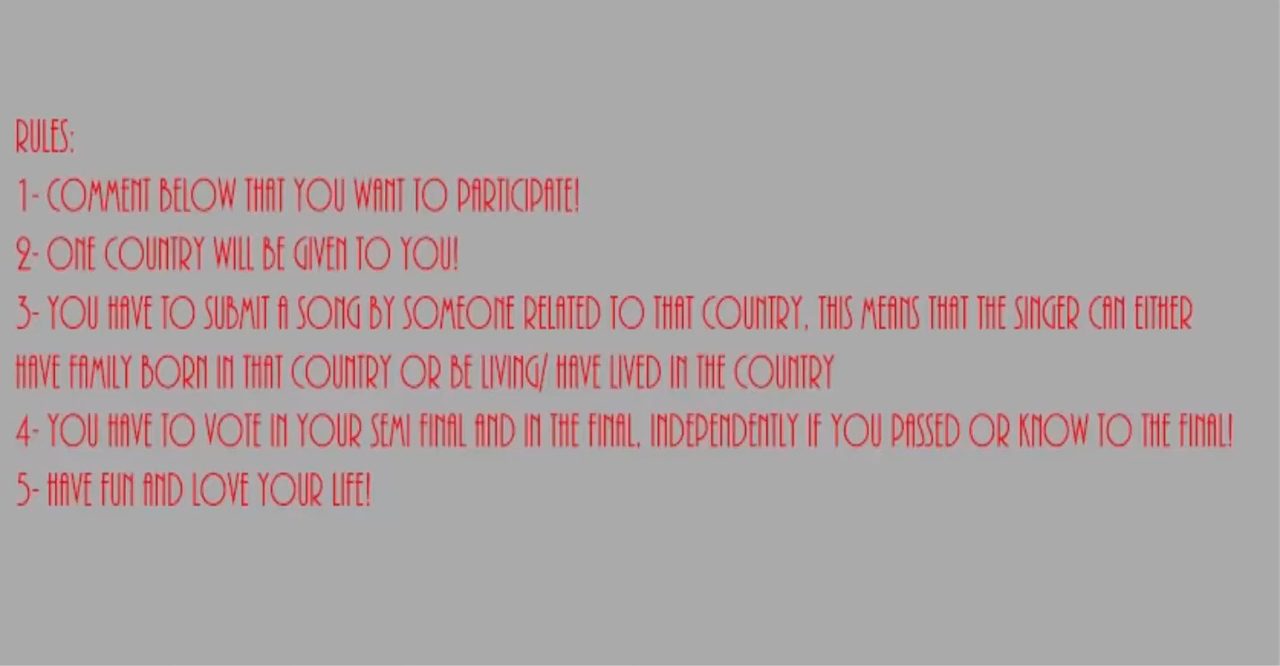 RULES:
1- COMMENT BELOW THAT YOU WANT TO PARTICIPATE!
2- ONE COUNTRY WILL BE GIVEN TO YOU!
3- YOU HAVE TO SUBMIT A SONG BY SOMEONE RELATED TO THAT COUNTRY, THIS MEANS THAT THE SINGER CAN EITHER
HAVE FAMILY BORN IN THAT COUNTRY OR BE LIVING/ HAVE LIVED IN THE COUNTRY
4- YOU HAVE TO VOTE IN YOUR SEMI FINAL AND IN THE FINAL, INDEPENDENTLY IF YOU PASSED OR KNOW TO THE FINAL!
5- HAVE FUN AND LOVE YOUR LIFE!